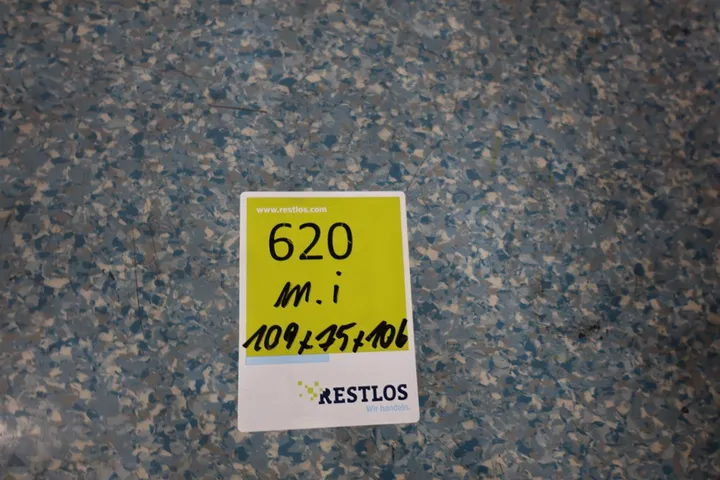 www.restlos.com
620
m.i
109x75x106
RESTLOS
Wir handeln.